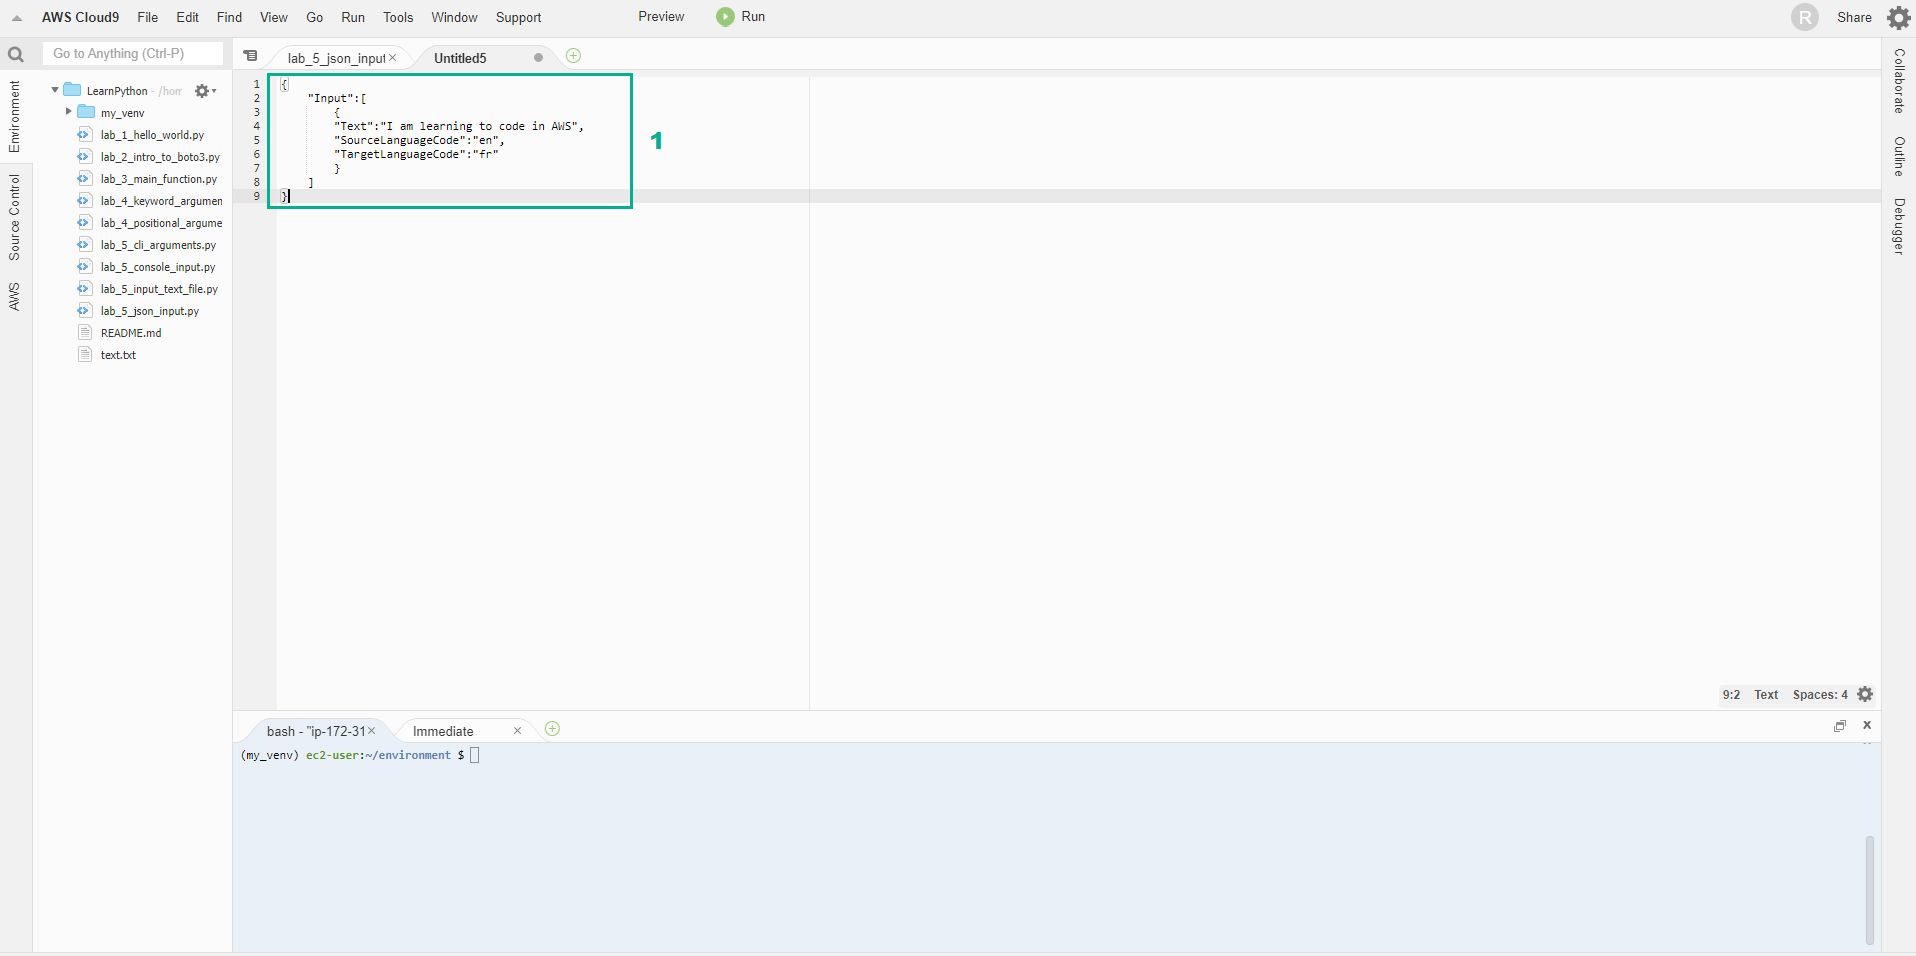 AWS Cloud9 File Edit Find View Go Run Tools Window Support Preview Run R Share
Go to Anything (Ctrl-P)
lab_5_json_input
Untitled5
Environment
Source Control
AWS
LearnPython - /hom
my_venv
lab_1_hello_world.py
lab_2_intro_to_boto3.py
lab_3_main_function.py
lab_4_keyword_argumen
lab_4_positional_argume
lab_5_cli_arguments.py
lab_5_console_input.py
lab_5_input_text_file.py
lab_5_json_input.py
README.md
text.txt
1 {
2 "Input":[
3 {
4 "Text":"I am learning to code in AWS",
5 "SourceLanguageCode":"en",
6 "TargetLanguageCode":"fr"
7 }
8 ]
9 }
1
Collaborate
Outline
Debugger
9:2 Text Spaces: 4
bash - "ip-172-31
Immediate
(my_venv) ec2-user:~/environment $